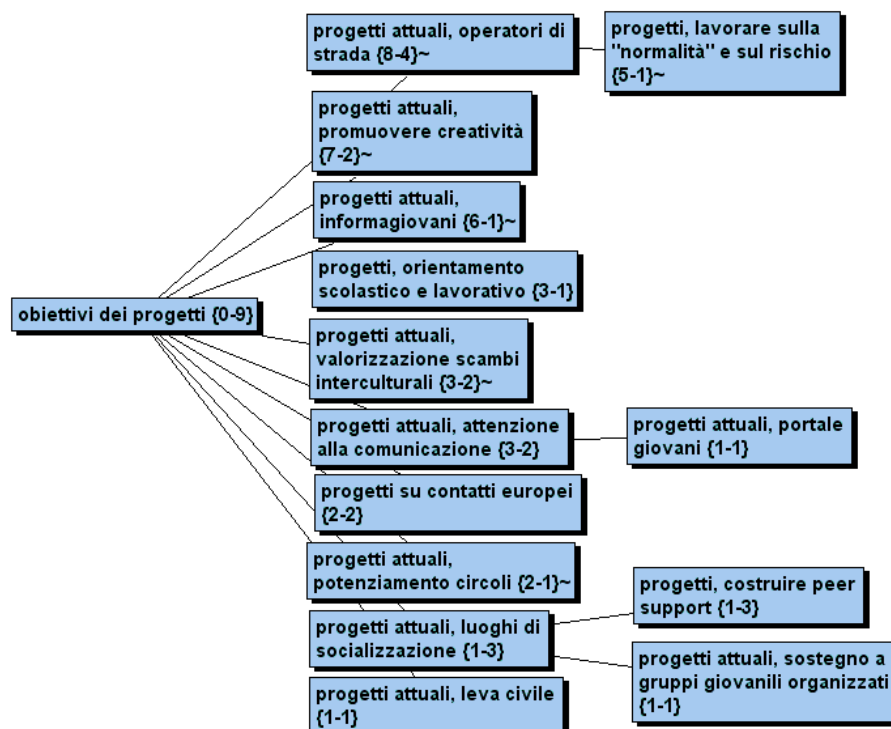 progetti attuali, operatori di
strada {8-4}~
progetti, lavorare sulla
"normalità" e sul rischio
{5-1}~
progetti attuali,
promuovere creatività
{7-2}~
progetti attuali,
informagiovani {6-1}~
progetti, orientamento
scolastico e lavorativo {3-1}
obiettivi dei progetti {0-9}
progetti attuali,
valorizzazione scambi
interculturali {3-2}~
progetti attuali, attenzione
alla comunicazione {3-2}
progetti attuali, portale
giovani {1-1}
progetti su contatti europei
{2-2}
progetti attuali,
potenziamento circoli {2-1}~
progetti, costruire peer
support {1-3}
progetti attuali, luoghi di
socializzazione {1-3}
progetti attuali, sostegno a
gruppi giovanili organizzati
{1-1}
progetti attuali, leva civile
{1-1}